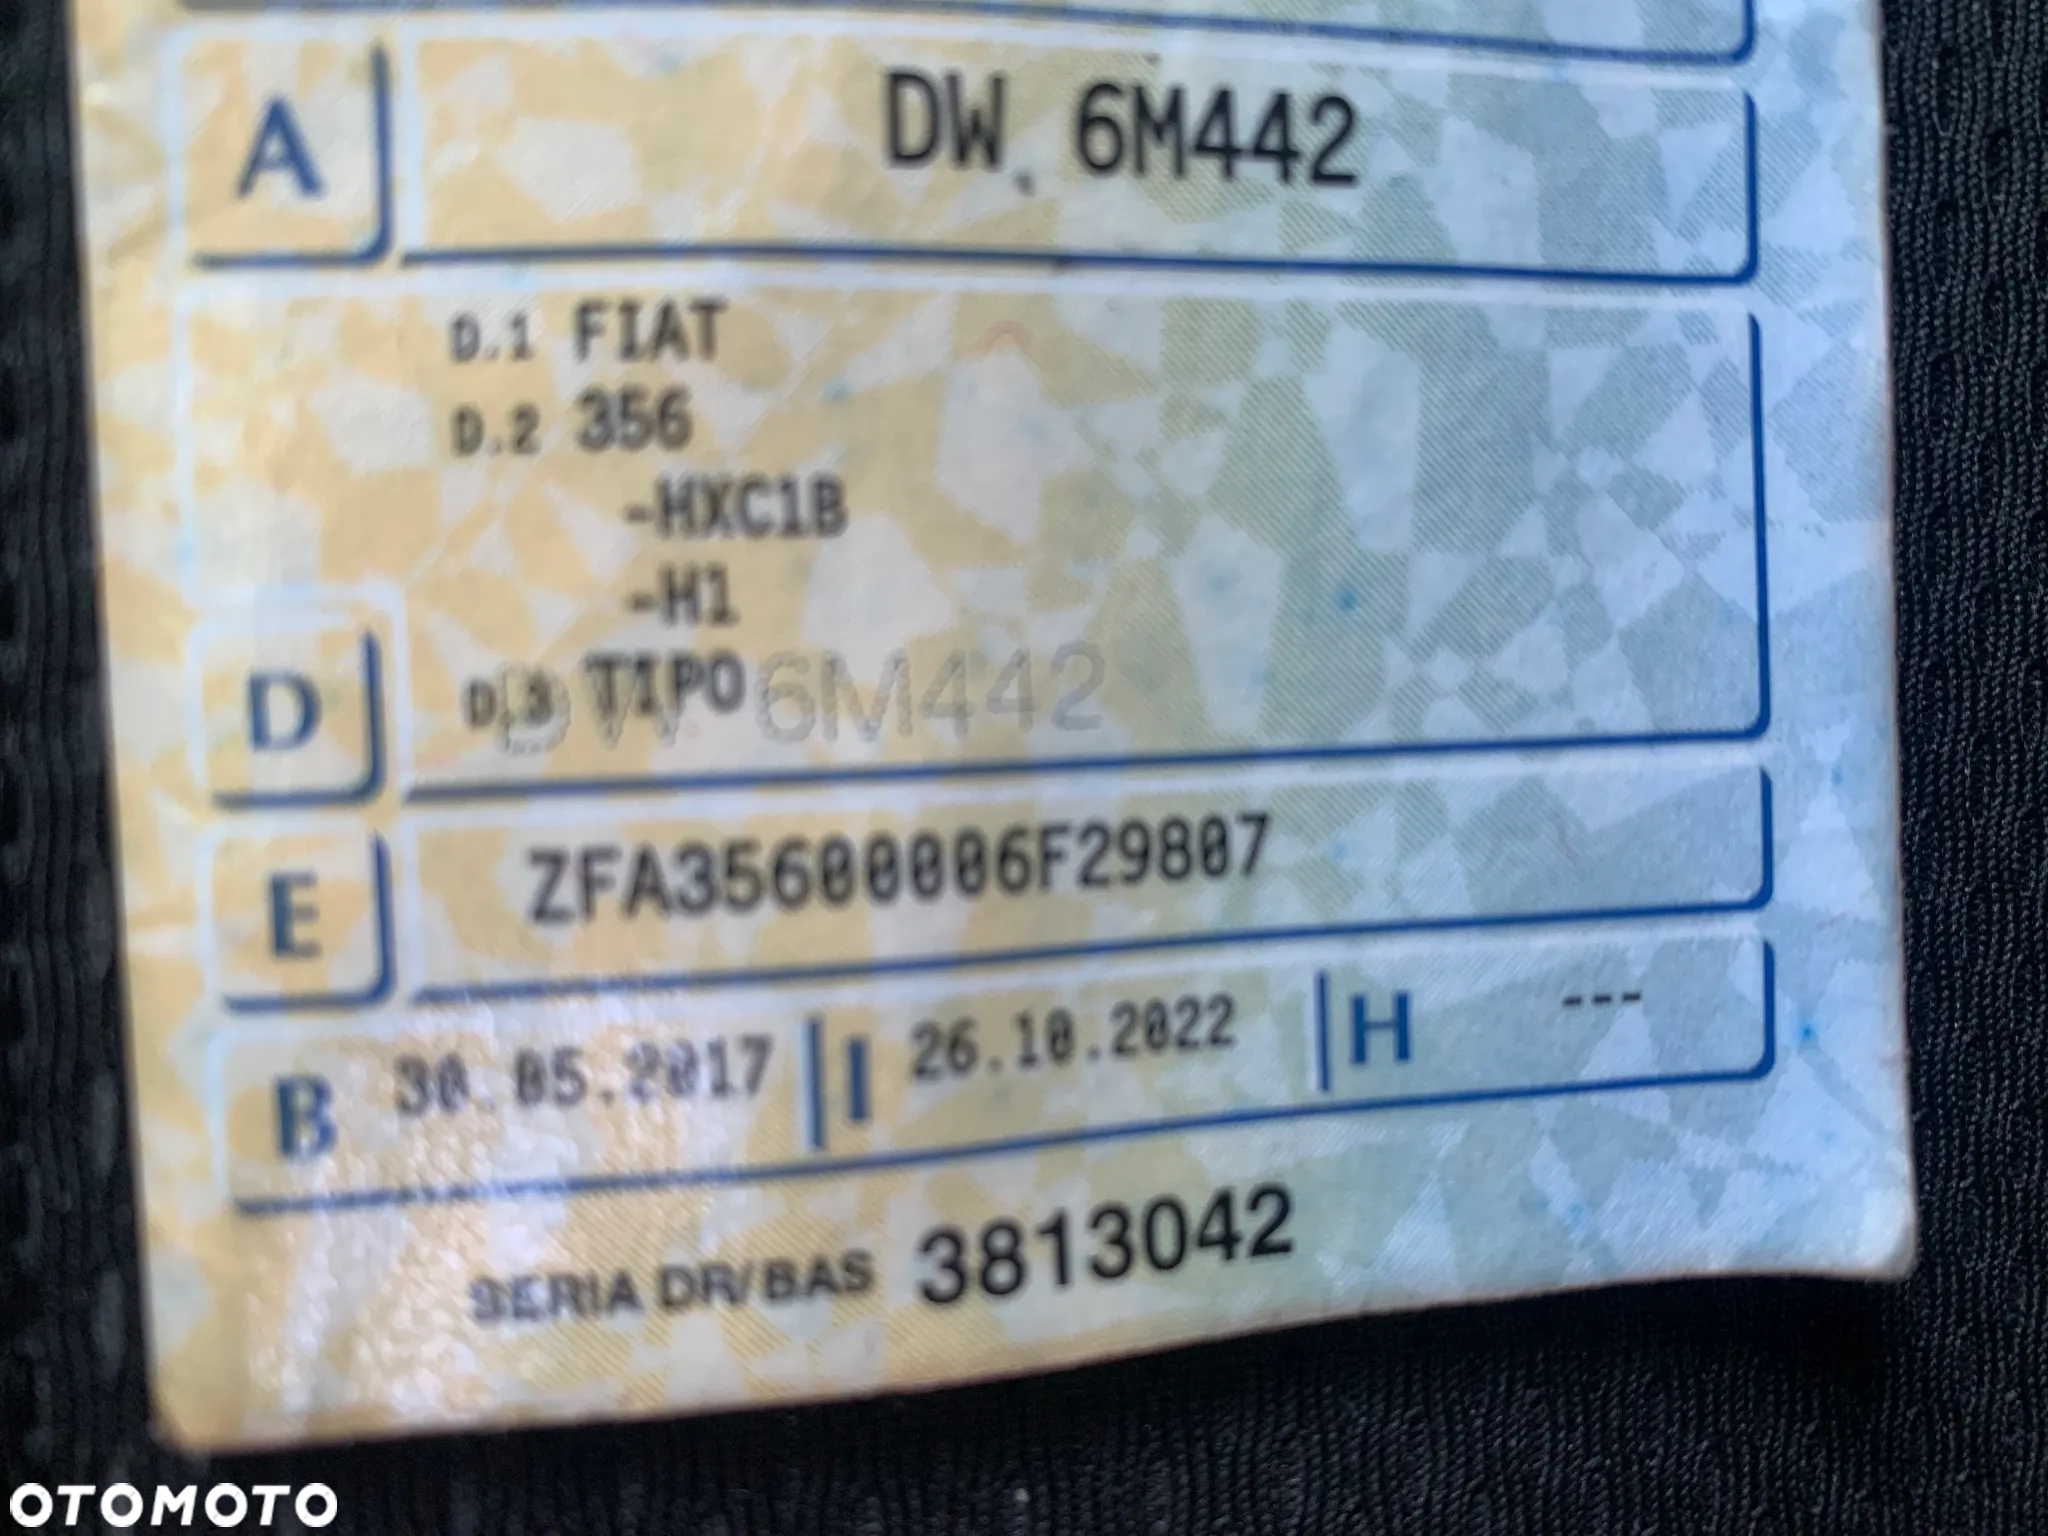 A DW 6M442
D.1 FIAT
D.2 356
-HXC1B
-H1
D D.3 TIPO
DW 6M442
E ZFA35600006F29807
B 30.05.2017 I 26.10.2022 H ---
SERIA DR/BAS 3813042
OTOMOTO